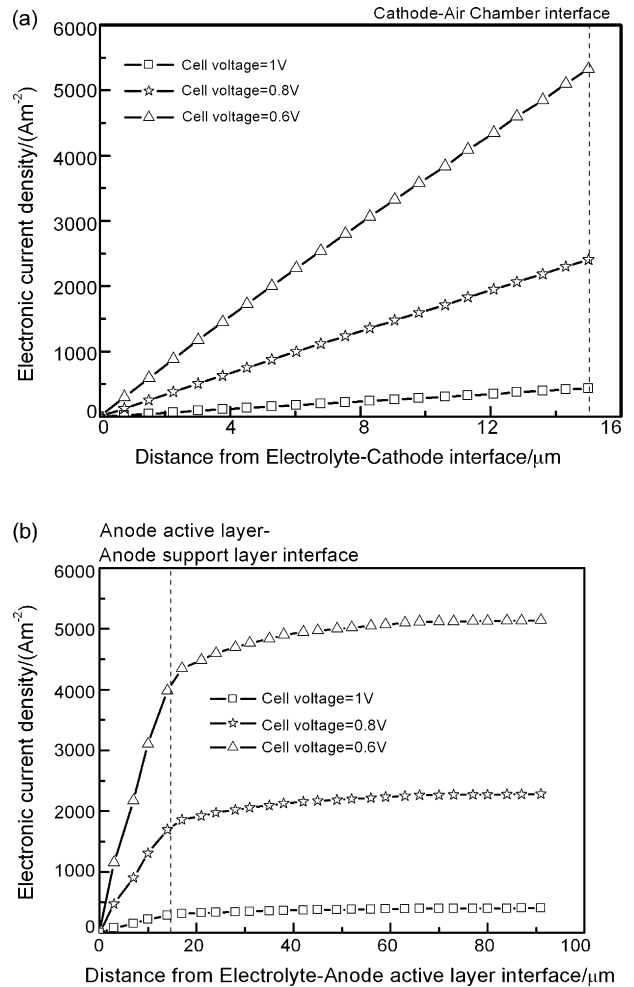 (a)
Cathode-Air Chamber interface
6000
5000
4000
3000
2000
1000
0
Electronic current density/(Am-2)
Cell voltage=1V
Cell voltage=0.8V
Cell voltage=0.6V
0 4 8 12 16
Distance from Electrolyte-Cathode interface/μm
(b)
Anode active layer-
Anode support layer interface
6000
5000
4000
3000
2000
1000
0
Electronic current density/(Am-2)
Cell voltage=1V
Cell voltage=0.8V
Cell voltage=0.6V
0 20 40 60 80 100
Distance from Electrolyte-Anode active layer interface/μm